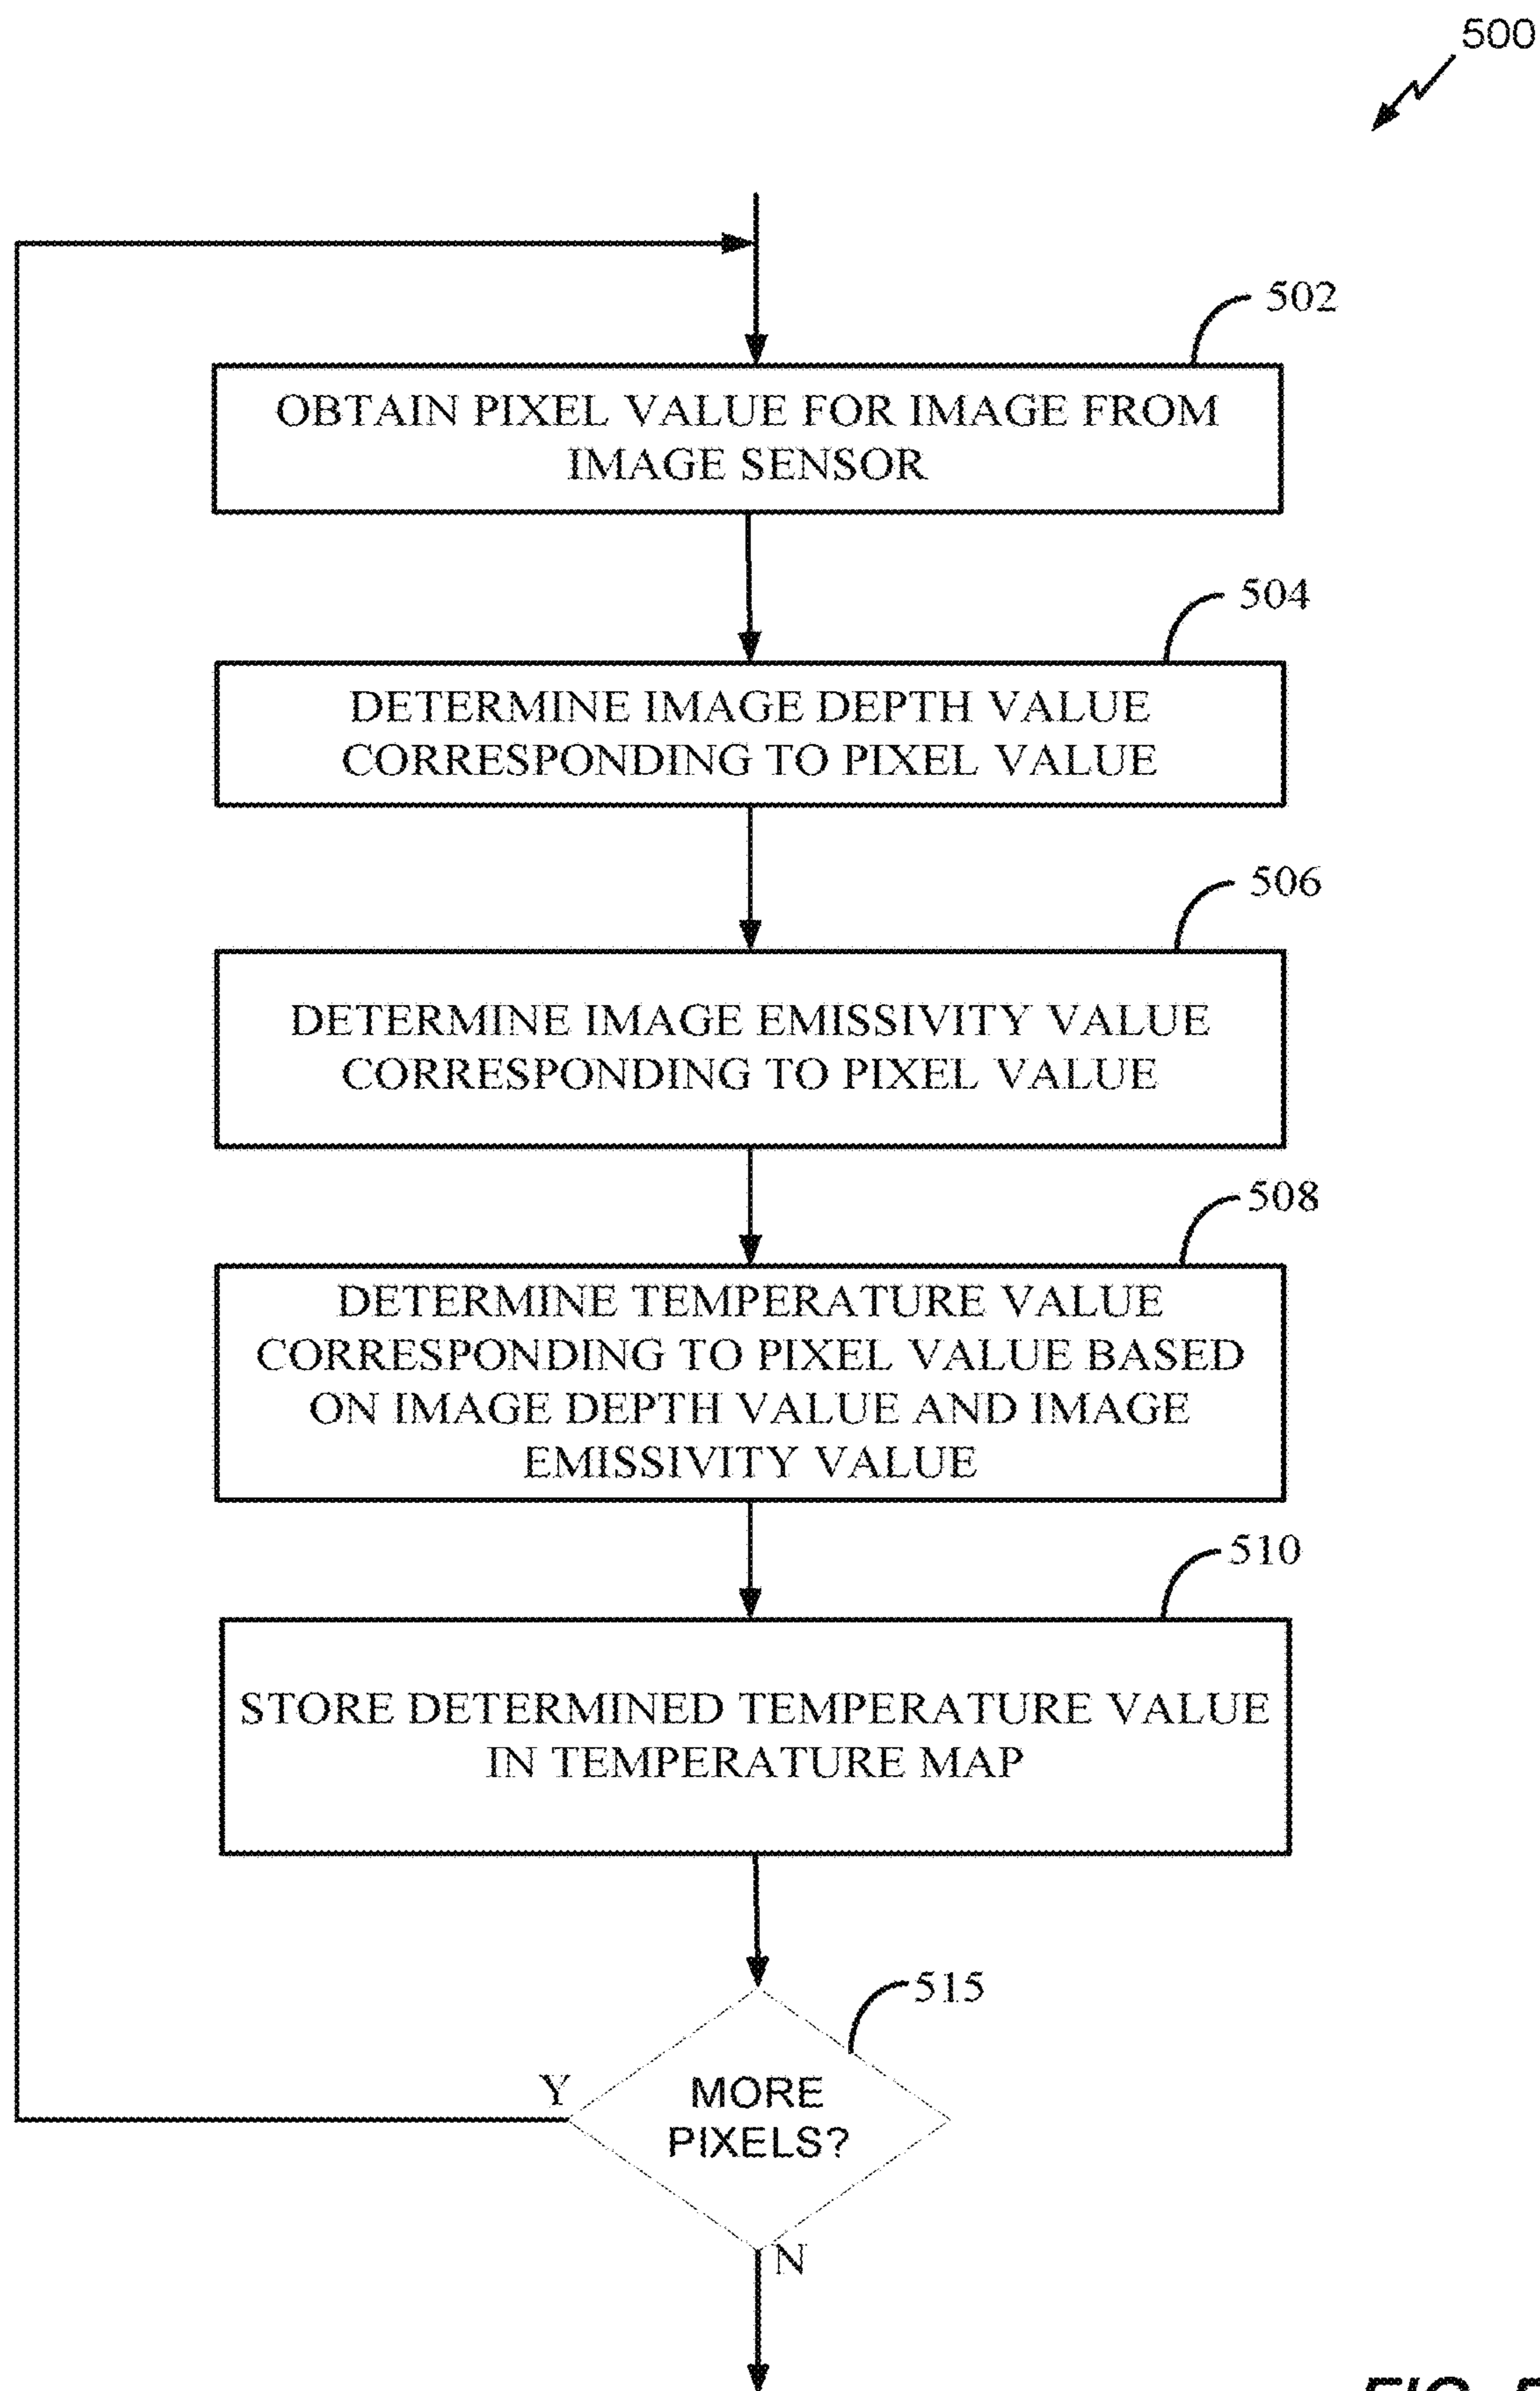 500
502
OBTAIN PIXEL VALUE FOR IMAGE FROM
IMAGE SENSOR
504
DETERMINE IMAGE DEPTH VALUE
CORRESPONDING TO PIXEL VALUE
506
DETERMINE IMAGE EMISSIVITY VALUE
CORRESPONDING TO PIXEL VALUE
508
DETERMINE TEMPERATURE VALUE
CORRESPONDING TO PIXEL VALUE BASED
ON IMAGE DEPTH VALUE AND IMAGE
EMISSIVITY VALUE
510
STORE DETERMINED TEMPERATURE VALUE
IN TEMPERATURE MAP
515
Y
MORE
PIXELS?
N